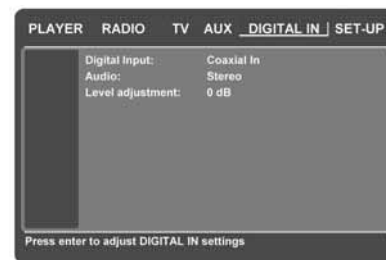 PLAYER RADIO TV AUX DIGITAL IN SET-UP
Digital Input: Coaxial In
Audio: Stereo
Level adjustment: 0 dB
Press enter to adjust DIGITAL IN settings